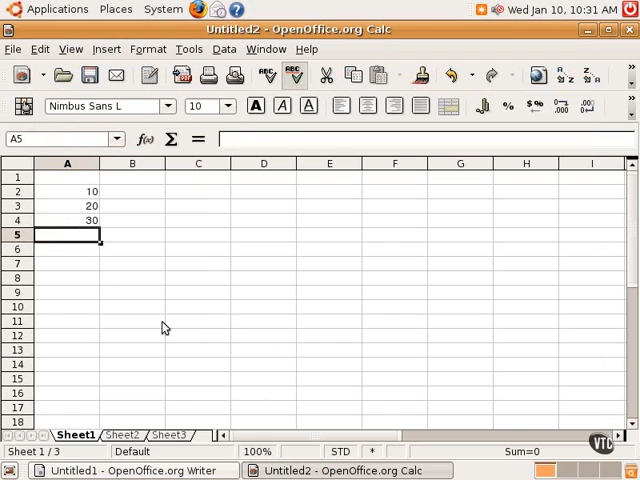 Applications Places System Wed Jan 10, 10:31 AM
Untitled2 - OpenOffice.org Calc
File Edit View Insert Format Tools Data Window Help
PDF ABC ABC
Nimbus Sans L 10 A A A % $%
A5 f(x) Σ =
A B C D E F G H I
1
2 10
3 20
4 30
5
6
7
8
9
10
11
12
13
14
15
16
17
18
Sheet1 Sheet2 Sheet3
VTC
Sheet 1 / 3 Default 100% STD * Sum=0
Untitled1 - OpenOffice.org Writer Untitled2 - OpenOffice.org Calc